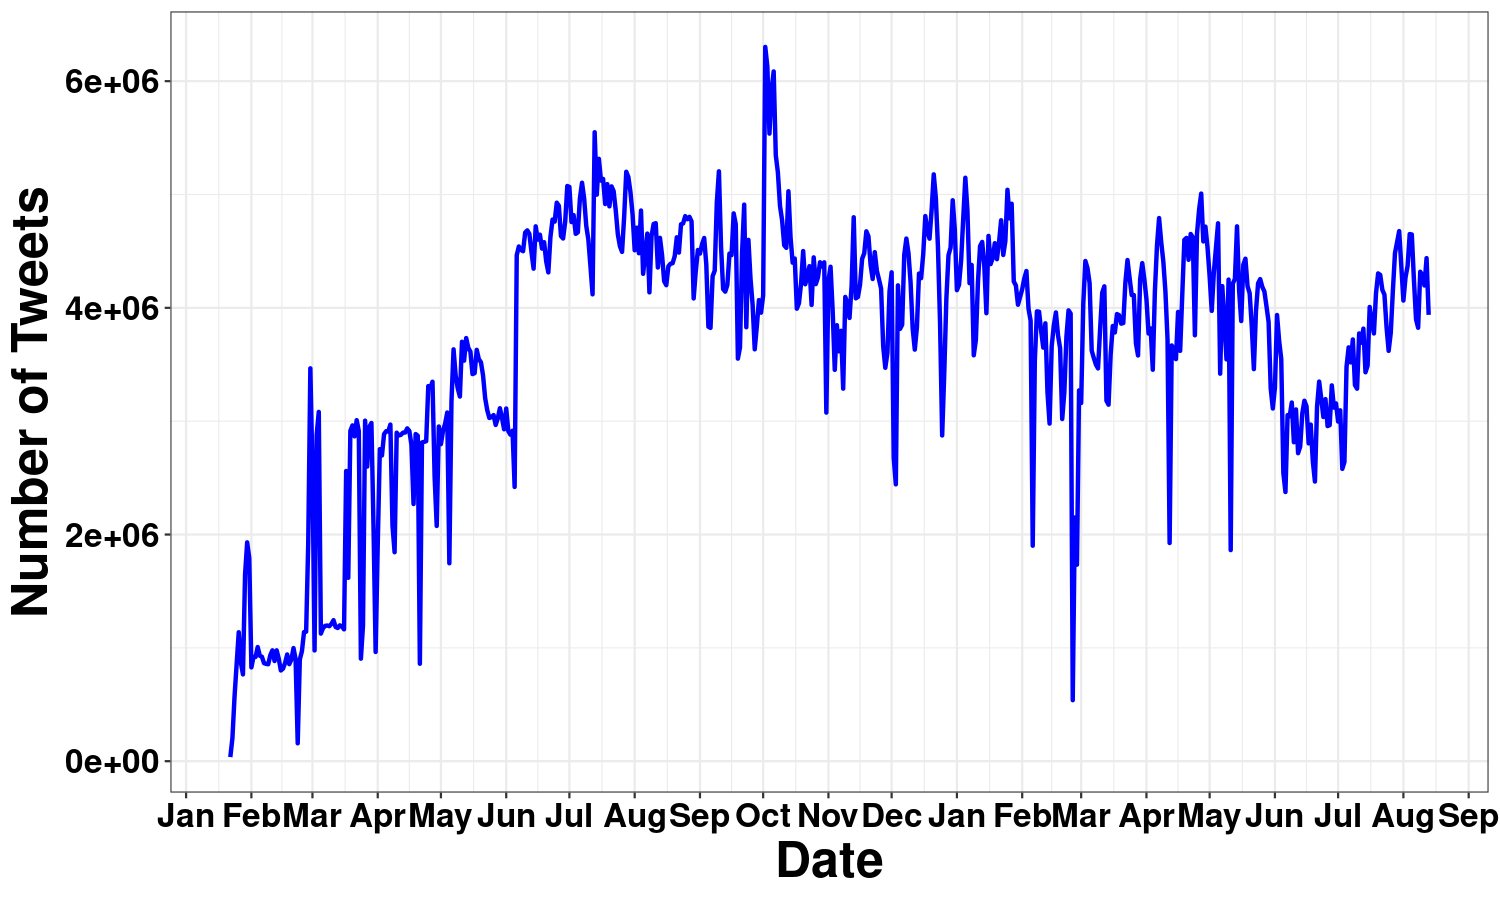 Number of Tweets
6e+06
4e+06
2e+06
0e+00
Jan Feb Mar Apr May Jun Jul Aug Sep Oct Nov Dec Jan Feb Mar Apr May Jun Jul Aug Sep
Date